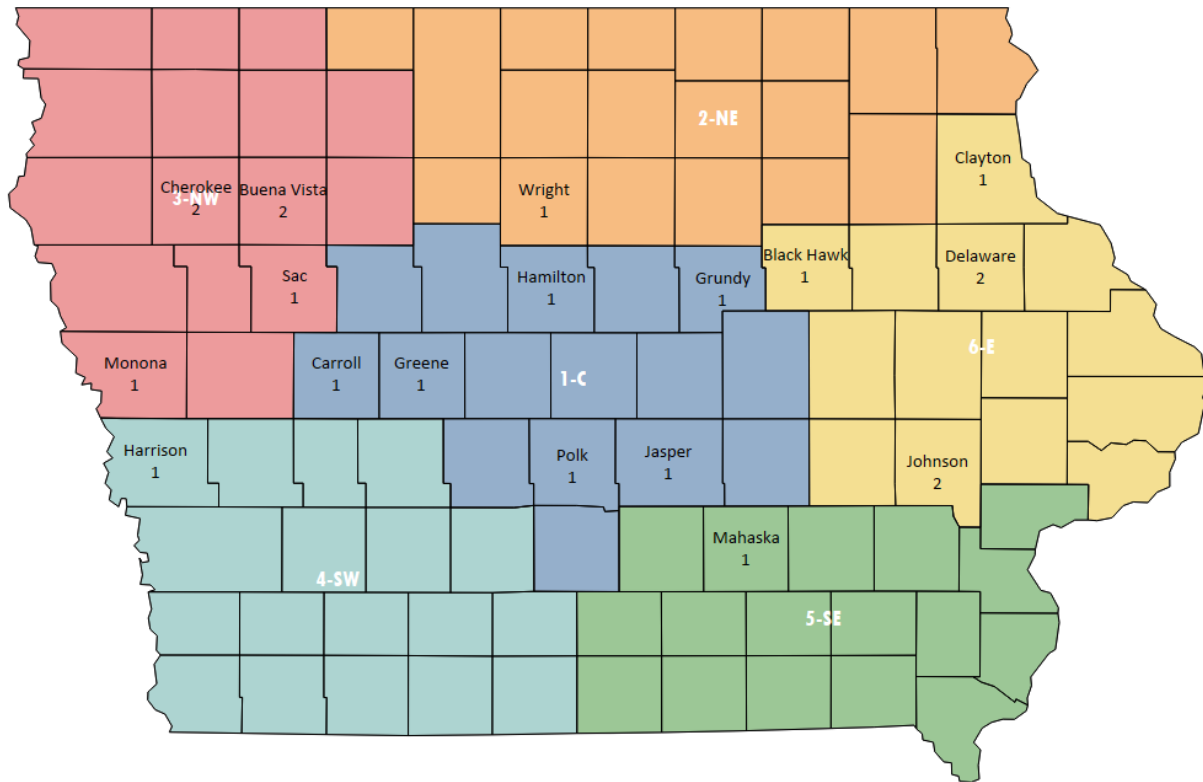 2-NE
Clayton
1
Cherokee
2
3-NW
Buena Vista
2
Wright
1
Sac
1
Hamilton
1
Grundy
1
Black Hawk
1
Delaware
2
Monona
1
Carroll
1
Greene
1
1-C
6-E
Harrison
1
Polk
1
Jasper
1
Johnson
2
Mahaska
1
4-SW
5-SE